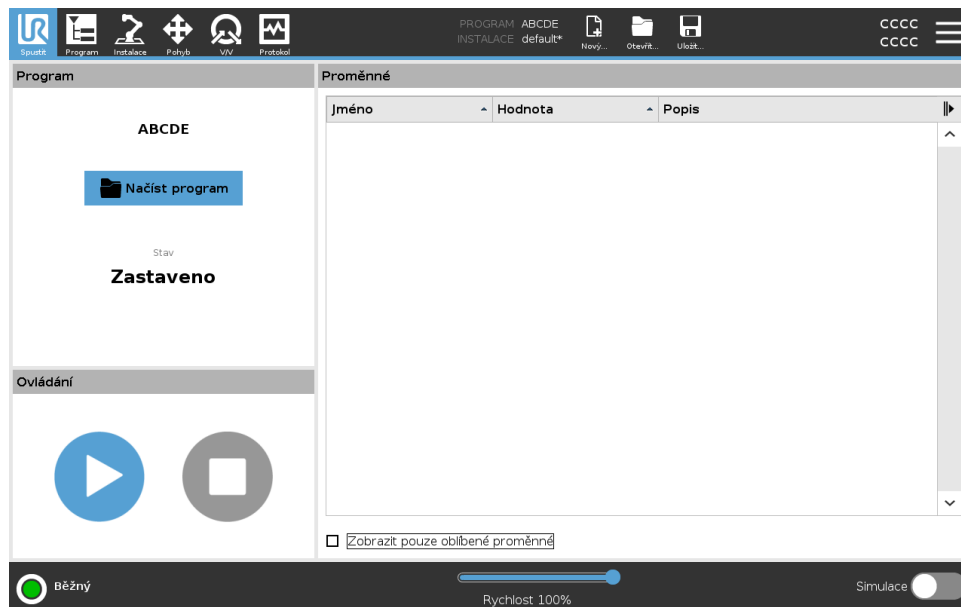 UR
Spustit Program Instalace Pohyb V/V Protokol
PROGRAM ABCDE
INSTALACE default*
Nový... Otevřít... Uložit...
CCCC
CCCC
Program
Proměnné
ABCDE
Načíst program
Stav
Zastaveno
Jméno Hodnota Popis
Ovládání
Zobrazit pouze oblíbené proměnné
Běžný
Rychlost 100%
Simulace